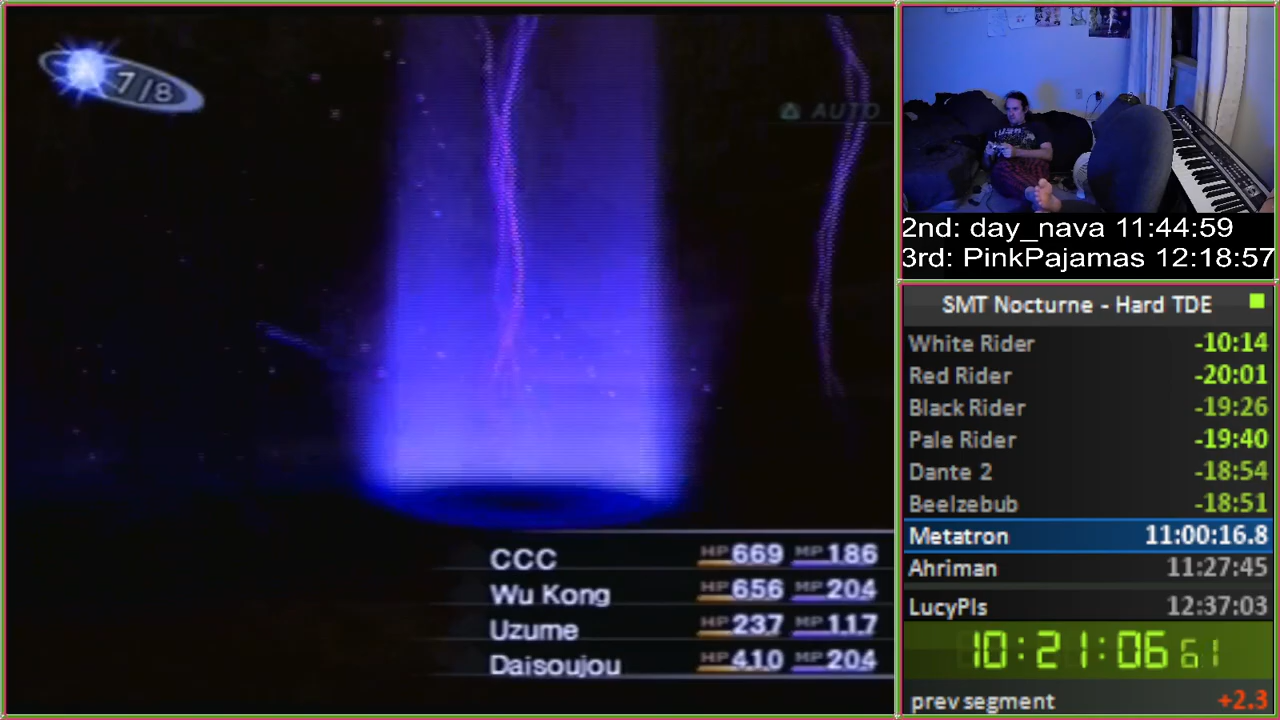 7/8
AUTO
CCC HP 669 MP 186
Wu Kong HP 656 MP 204
Uzume HP 237 MP 117
Daisoujou HP 410 MP 204
2nd: day_nava 11:44:59
3rd: PinkPajamas 12:18:57
SMT Nocturne - Hard TDE
White Rider -10:14
Red Rider -20:01
Black Rider -19:26
Pale Rider -19:40
Dante 2 -18:54
Beelzebub -18:51
Metatron 11:00:16.8
Ahriman 11:27:45
LucyPls 12:37:03
10:21:06 61
prev segment +2.3